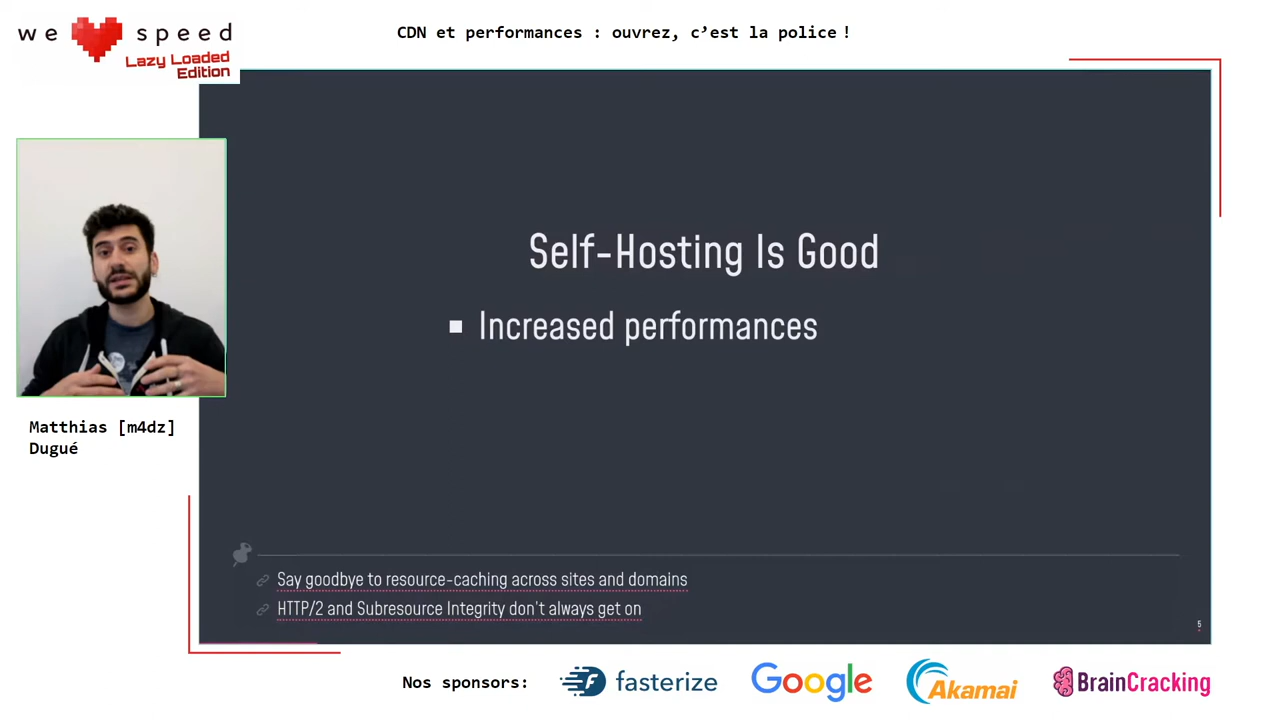 we speed
Lazy Loaded
Edition
CDN et performances : ouvrez, c’est la police !
Matthias [m4dz]
Dugué
Self-Hosting Is Good
Increased performances
Say goodbye to resource-caching across sites and domains
HTTP/2 and Subresource Integrity don't always get on
5
Nos sponsors:
fasterize
Google
Akamai
BrainCracking